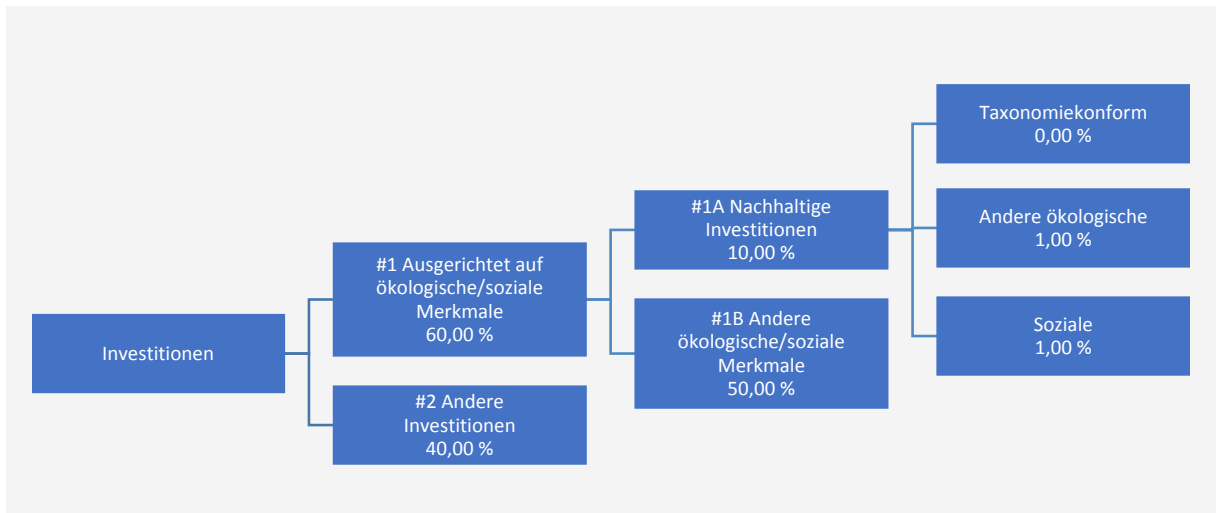 Investitionen
#1 Ausgerichtet auf
ökologische/soziale
Merkmale
60,00 %
#2 Andere
Investitionen
40,00 %
#1A Nachhaltige
Investitionen
10,00 %
#1B Andere
ökologische/soziale
Merkmale
50,00 %
Taxonomiekonform
0,00 %
Andere ökologische
1,00 %
Soziale
1,00 %